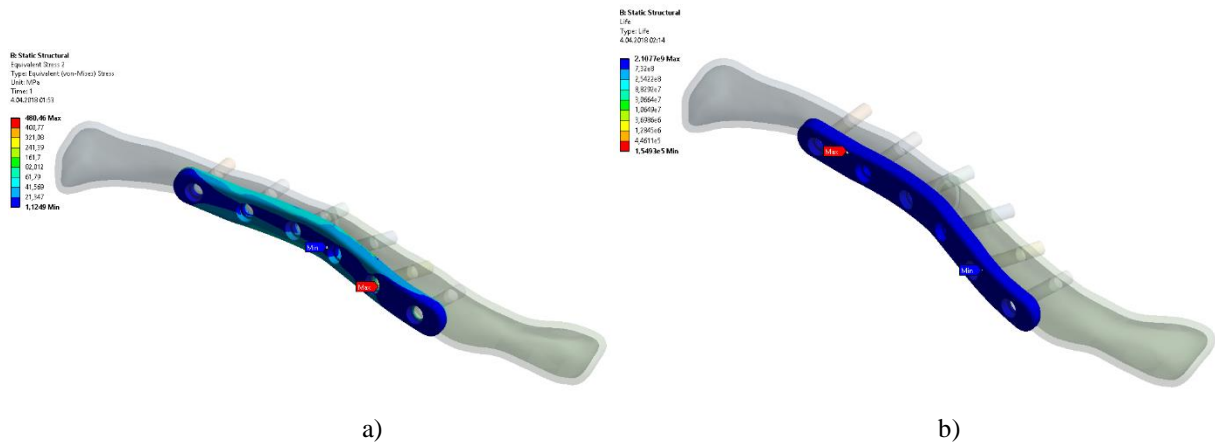 B: Static Structural
Equivalent Stress 2
Type: Equivalent (von-Mises) Stress
Unit: MPa
Time: 1
4.04.2018 01:53
480,46 Max
400,77
321,08
241,39
161,7
82,012
61,79
41,569
21,347
1,1249 Min
Min
Max
a)
B: Static Structural
Life
Type: Life
4.04.2018 02:14
2,1077e9 Max
7,32e8
2,5422e8
8,8292e7
3,0664e7
1,0649e7
3,6986e6
1,2845e6
4,4611e5
1,5493e5 Min
Max
Min
b)